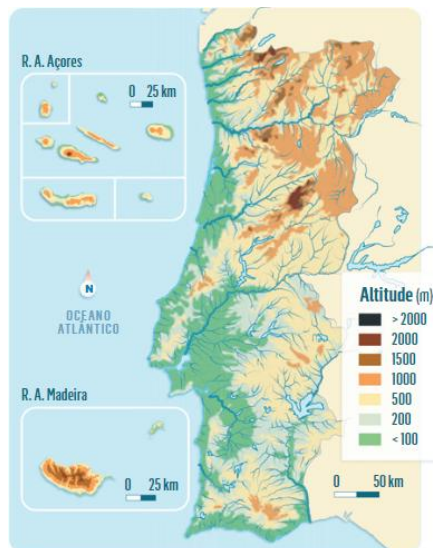 R. A. Açores
0 25 km
N
OCEANO
ATLÂNTICO
Altitude (m)
> 2000
2000
1500
1000
500
200
< 100
R. A. Madeira
0 25 km
0 50 km